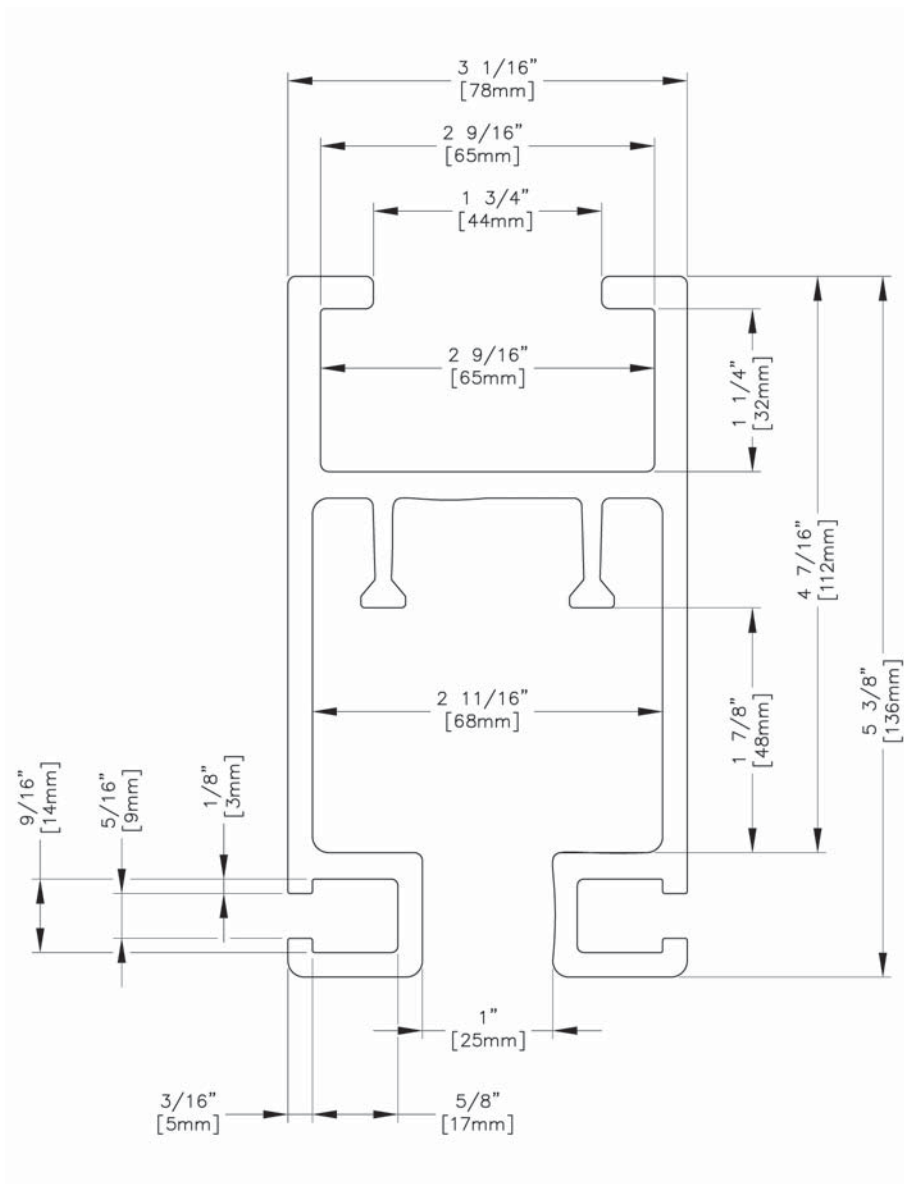 3 1/16"
[78mm]
2 9/16"
[65mm]
1 3/4"
[44mm]
2 9/16"
[65mm]
1 1/4"
[32mm]
4 7/16"
[112mm]
5 3/8"
[136mm]
2 11/16"
[68mm]
1 7/8"
[48mm]
9/16"
[14mm]
5/16"
[9mm]
1/8"
[3mm]
1"
[25mm]
3/16"
[5mm]
5/8"
[17mm]